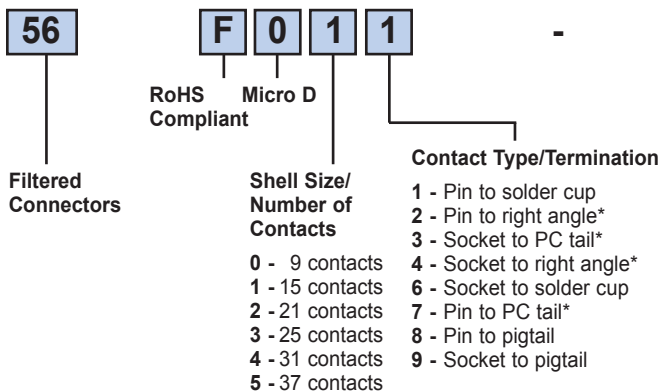 56 F 0 1 1 -
RoHS Compliant
Micro D
Filtered Connectors
Shell Size/
Number of
Contacts
0 - 9 contacts
1 - 15 contacts
2 - 21 contacts
3 - 25 contacts
4 - 31 contacts
5 - 37 contacts
Contact Type/Termination
1 - Pin to solder cup
2 - Pin to right angle*
3 - Socket to PC tail*
4 - Socket to right angle*
6 - Socket to solder cup
7 - Pin to PC tail*
8 - Pin to pigtail
9 - Socket to pigtail